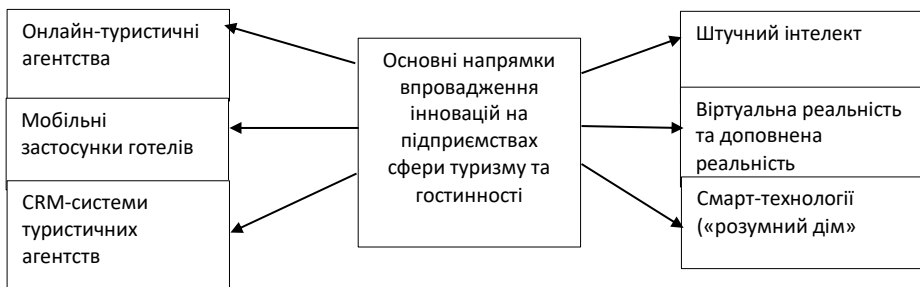 Онлайн-туристичні
агентства
Мобільні
застосунки готелів
CRM-системи
туристичних
агентств
Основні напрямки
впровадження
інновацій на
підприємствах
сфери туризму та
гостинності
Штучний інтелект
Віртуальна реальність
та доповнена
реальність
Смарт-технології
(«розумний дім»